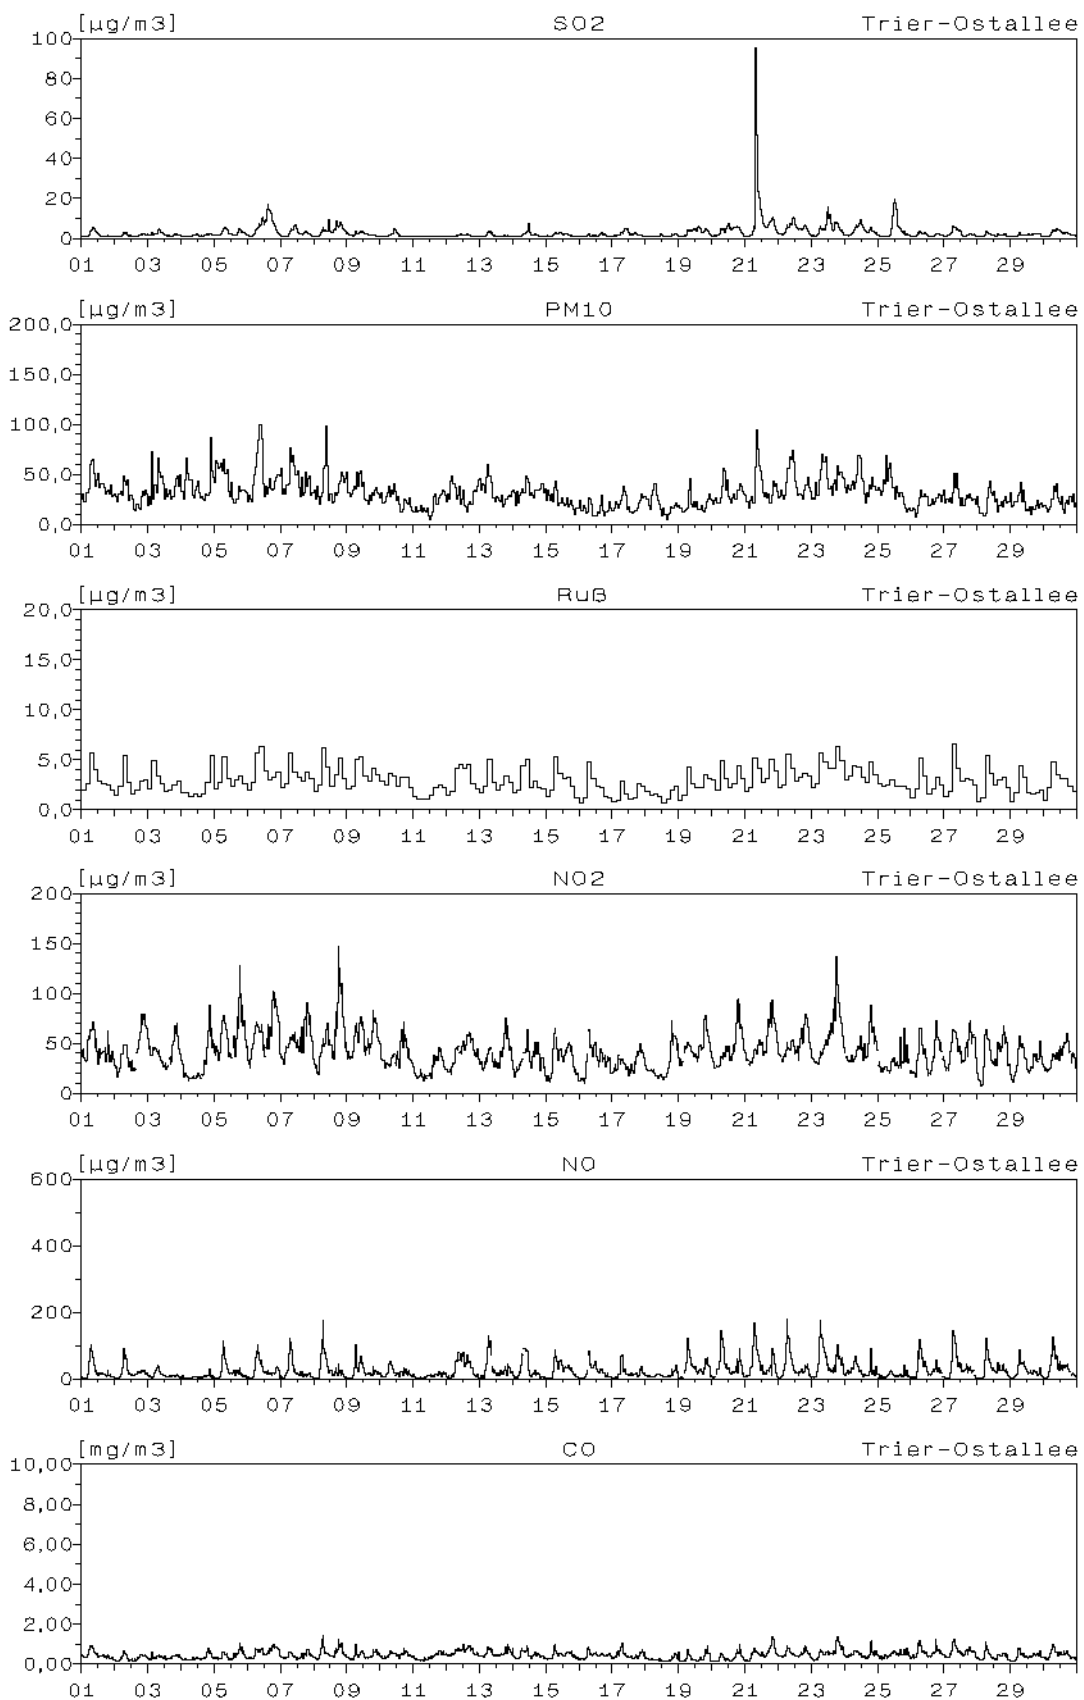 [µg/m3] SO2 Trier-Ostallee
100
80
60
40
20
0
01 03 05 07 09 11 13 15 17 19 21 23 25 27 29
[µg/m3] PM10 Trier-Ostallee
200,0
150,0
100,0
50,0
0,0
01 03 05 07 09 11 13 15 17 19 21 23 25 27 29
[µg/m3] Ruß Trier-Ostallee
20,0
15,0
10,0
5,0
0,0
01 03 05 07 09 11 13 15 17 19 21 23 25 27 29
[µg/m3] NO2 Trier-Ostallee
200
150
100
50
0
01 03 05 07 09 11 13 15 17 19 21 23 25 27 29
[µg/m3] NO Trier-Ostallee
600
400
200
0
01 03 05 07 09 11 13 15 17 19 21 23 25 27 29
[mg/m3] CO Trier-Ostallee
10,00
8,00
6,00
4,00
2,00
0,00
01 03 05 07 09 11 13 15 17 19 21 23 25 27 29